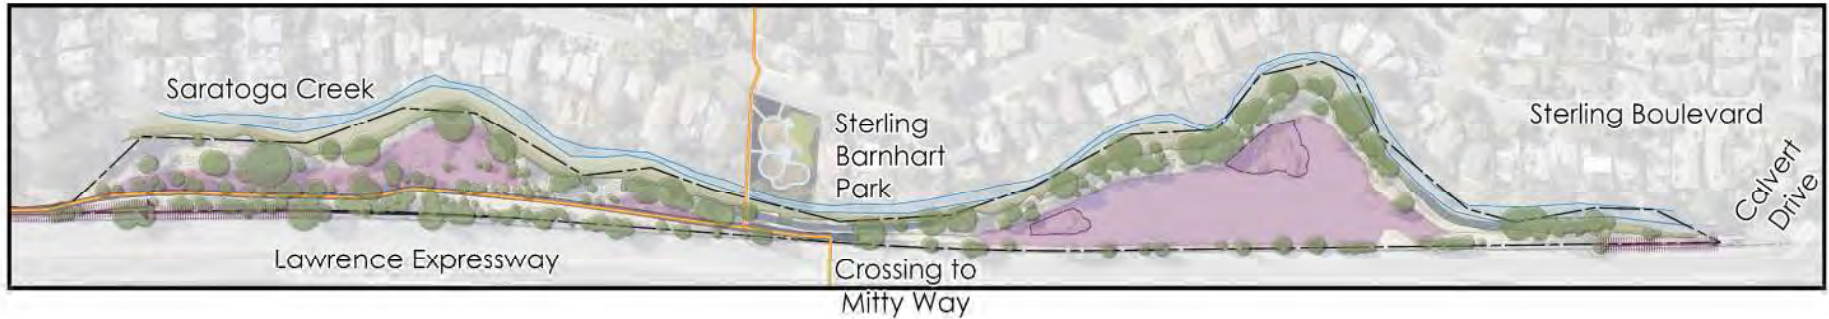 Saratoga Creek
Sterling
Barnhart
Park
Sterling Boulevard
Calvert
Drive
Lawrence Expressway
Crossing to
Mitty Way